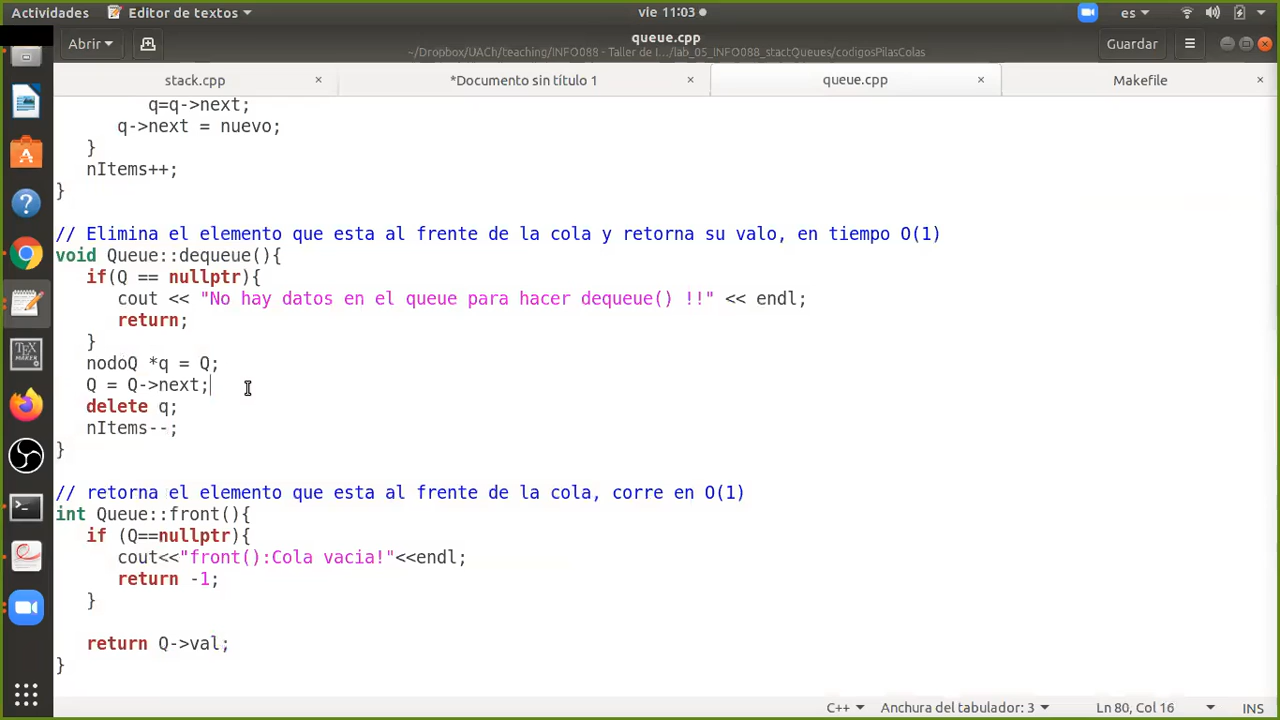 Actividades
Editor de textos
vie 11:03
es
Abrir
queue.cpp
~/Dropbox/UACh/teaching/INFO088 - Taller de I…/lab_05_INFO088_stactQueues/codigosPilasColas
Guardar
stack.cpp
*Documento sin título 1
queue.cpp
Makefile
q=q->next;
q->next = nuevo;
}
nItems++;
}
// Elimina el elemento que esta al frente de la cola y retorna su valo, en tiempo O(1)
void Queue::dequeue(){
if(Q == nullptr){
cout << "No hay datos en el queue para hacer dequeue() !!" << endl;
return;
}
nodoQ *q = Q;
Q = Q->next;
delete q;
nItems--;
}
// retorna el elemento que esta al frente de la cola, corre en O(1)
int Queue::front(){
if (Q==nullptr){
cout<<"front():Cola vacia!"<<endl;
return -1;
}
return Q->val;
}
C++
Anchura del tabulador: 3
Ln 80, Col 16
INS